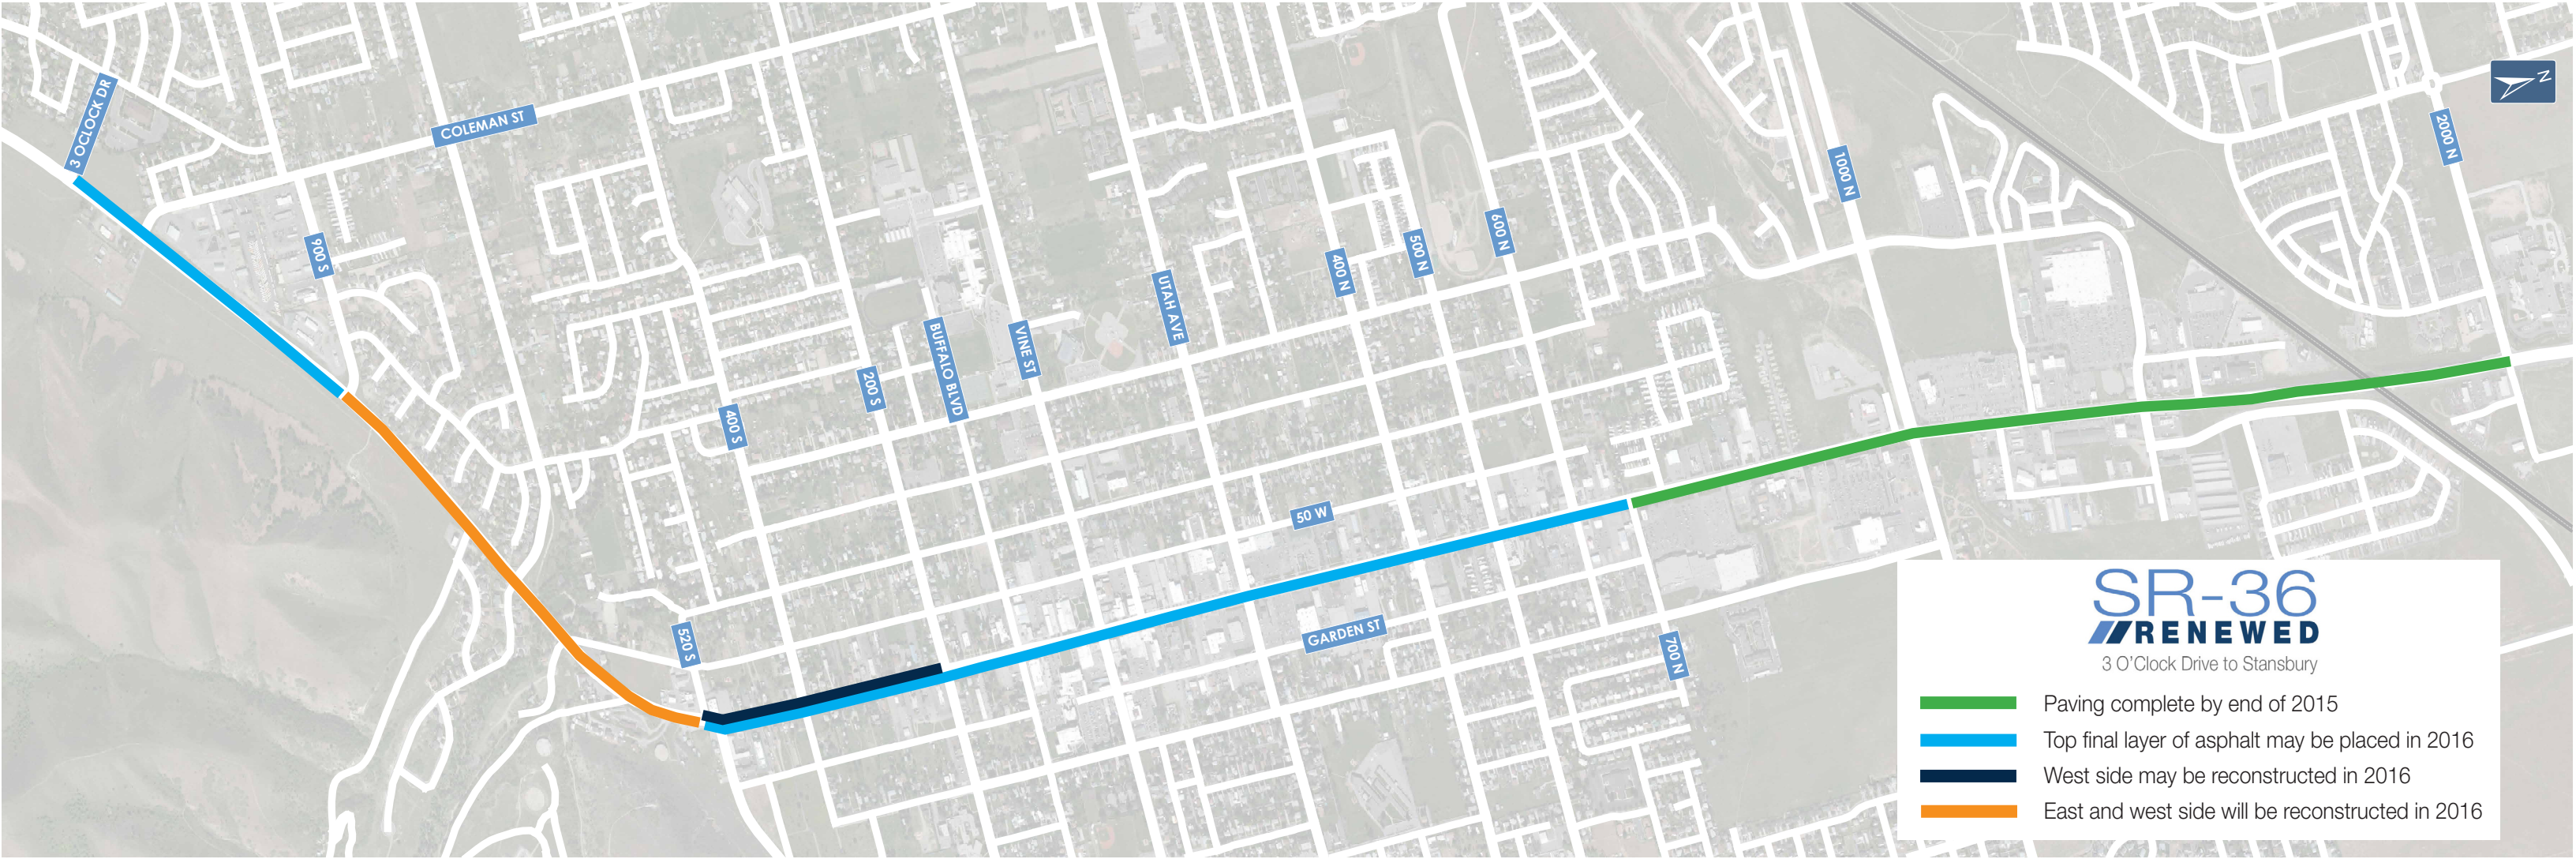 3 OCLOCK DR
COLEMAN ST
N
2000 N
1000 N
900 S
600 N
500 N
400 N
UTAH AVE
VINE ST
BUFFALO BLVD
200 S
400 S
50 W
520 S
GARDEN ST
700 N
SR-36
RENEWED
3 O'Clock Drive to Stansbury
Paving complete by end of 2015
Top final layer of asphalt may be placed in 2016
West side may be reconstructed in 2016
East and west side will be reconstructed in 2016